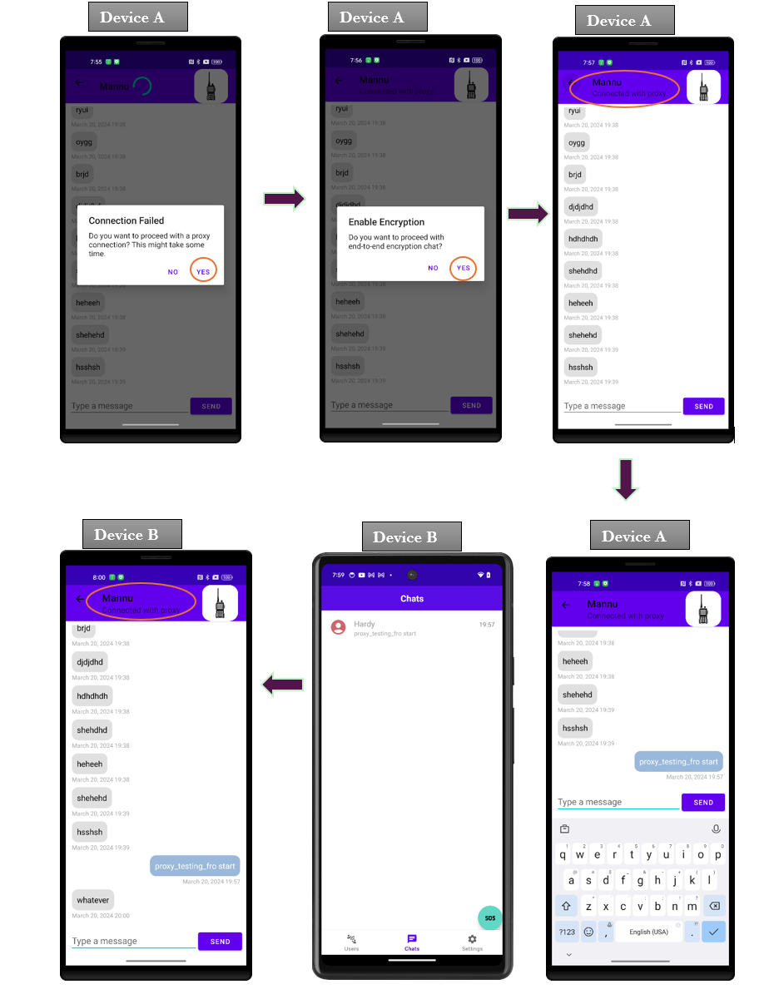 Device A
7:55
100
Mannu
ryui
March 20, 2024 19:38
oygg
March 20, 2024 19:38
brjd
March 20, 2024 19:38
djdjdhd
Connection Failed
Do you want to proceed with a proxy
connection? This might take some
time.
NO
YES
heheeh
March 20, 2024 19:38
shehehd
March 20, 2024 19:39
hsshsh
March 20, 2024 19:39
Type a message
SEND
Device A
7:56
100
Mannu
Connected with proxy
ryui
March 20, 2024 19:38
oygg
March 20, 2024 19:38
brjd
March 20, 2024 19:38
djdjdhd
Enable Encryption
Do you want to proceed with
end-to-end encryption chat?
NO
YES
heheeh
March 20, 2024 19:38
shehehd
March 20, 2024 19:39
hsshsh
March 20, 2024 19:39
Type a message
SEND
Device A
7:57
100
Mannu
Connected with proxy
ryui
March 20, 2024 19:38
oygg
March 20, 2024 19:38
brjd
March 20, 2024 19:38
djdjdhd
March 20, 2024 19:38
hdhdhdh
March 20, 2024 19:38
shehdhd
March 20, 2024 19:38
heheeh
March 20, 2024 19:38
shehehd
March 20, 2024 19:39
hsshsh
March 20, 2024 19:39
Type a message
SEND
Device A
7:58
100
Mannu
Connected with proxy
March 20, 2024 19:38
heheeh
March 20, 2024 19:38
shehehd
March 20, 2024 19:39
hsshsh
March 20, 2024 19:39
proxy_testing_fro start
March 20, 2024 19:57
Type a message
SEND
q w e r t y u i o p
1 2 3 4 5 6 7 8 9 0
a s d f g h j k l
z x c v b n m
?123 , English (USA) .
Device B
7:59
Chats
Hardy
19:57
proxy_testing_fro start
SOS
Users
Chats
Settings
Device B
8:00
100
Mannu
Connected with proxy
brjd
March 20, 2024 19:38
djdjdhd
March 20, 2024 19:38
hdhdhdh
March 20, 2024 19:38
shehdhd
March 20, 2024 19:38
heheeh
March 20, 2024 19:38
shehehd
March 20, 2024 19:39
hsshsh
March 20, 2024 19:39
proxy_testing_fro start
March 20, 2024 19:57
whatever
March 20, 2024 20:00
Type a message
SEND